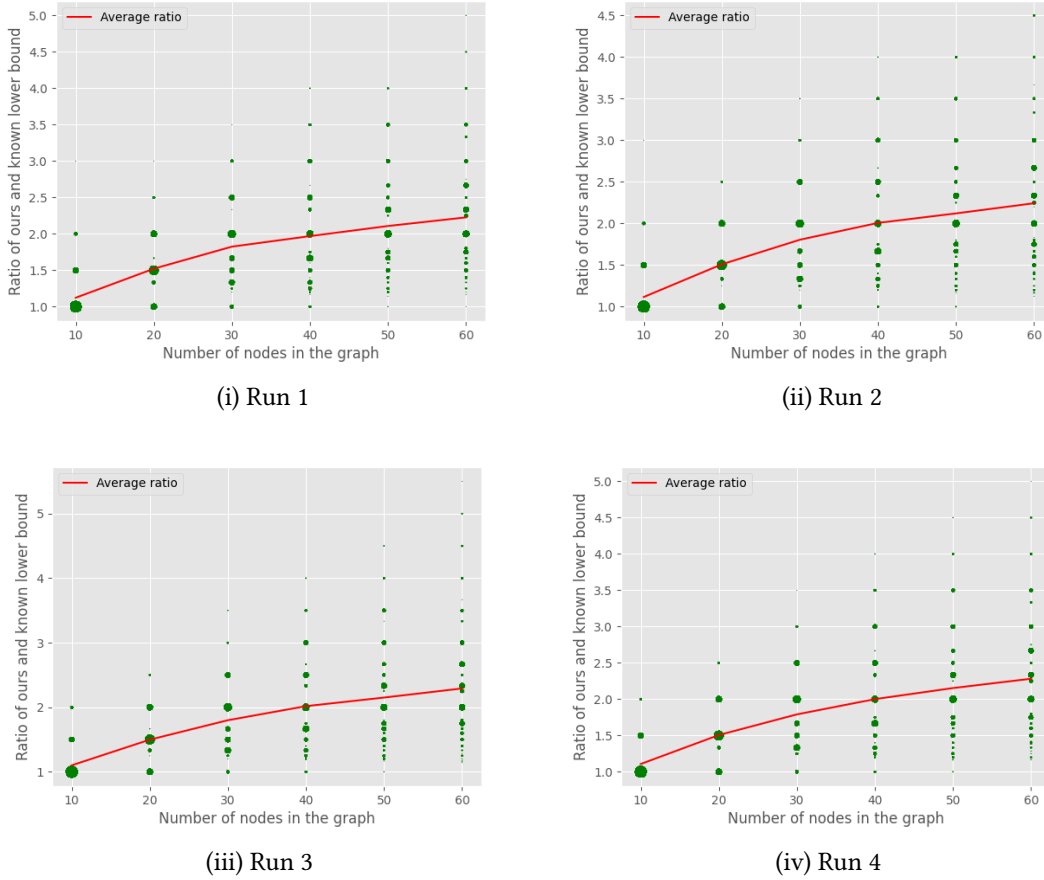 Average ratio
Ratio of ours and known lower bound
5.0
4.5
4.0
3.5
3.0
2.5
2.0
1.5
1.0
10 20 30 40 50 60
Number of nodes in the graph
(i) Run 1
Average ratio
Ratio of ours and known lower bound
4.5
4.0
3.5
3.0
2.5
2.0
1.5
1.0
10 20 30 40 50 60
Number of nodes in the graph
(ii) Run 2
Average ratio
Ratio of ours and known lower bound
5
4
3
2
1
10 20 30 40 50 60
Number of nodes in the graph
(iii) Run 3
Average ratio
Ratio of ours and known lower bound
5.0
4.5
4.0
3.5
3.0
2.5
2.0
1.5
1.0
10 20 30 40 50 60
Number of nodes in the graph
(iv) Run 4